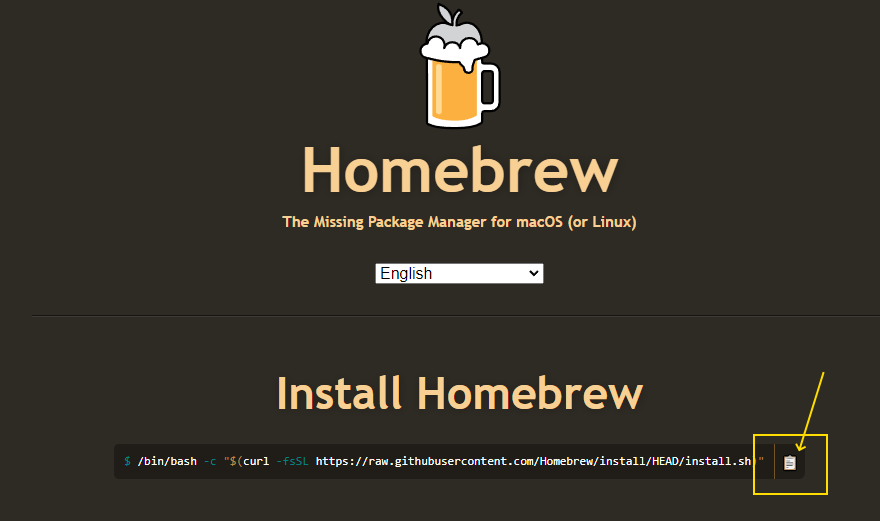 Homebrew
The Missing Package Manager for macOS (or Linux)
English
Install Homebrew
$ /bin/bash -c "$(curl -fsSL https://raw.githubusercontent.com/Homebrew/install/HEAD/install.sh)"